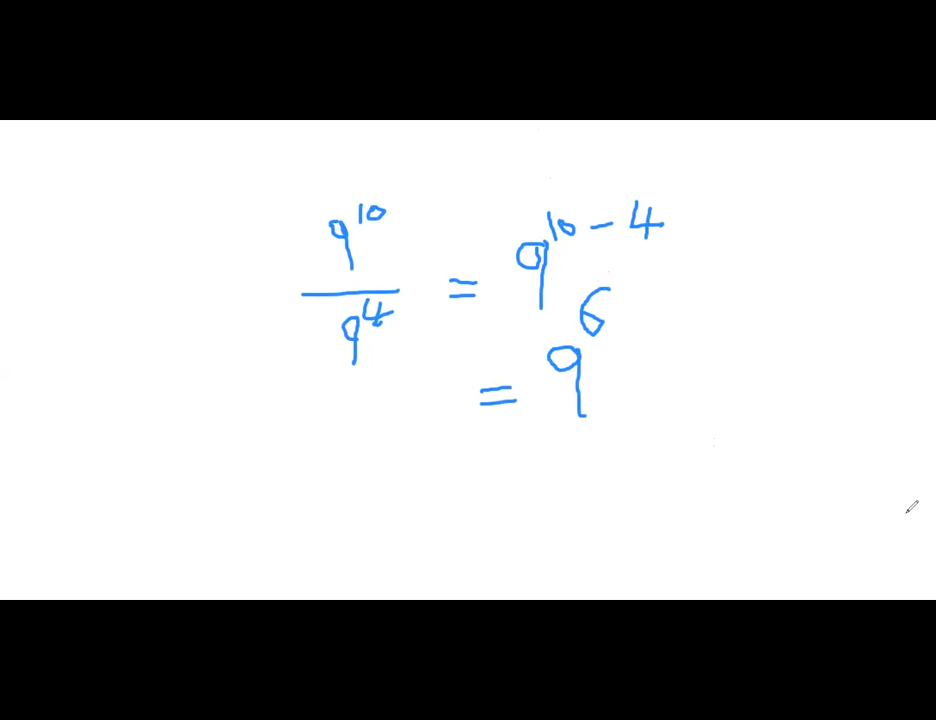 9^10 / 9^4 = 9^10-4
= 9^6